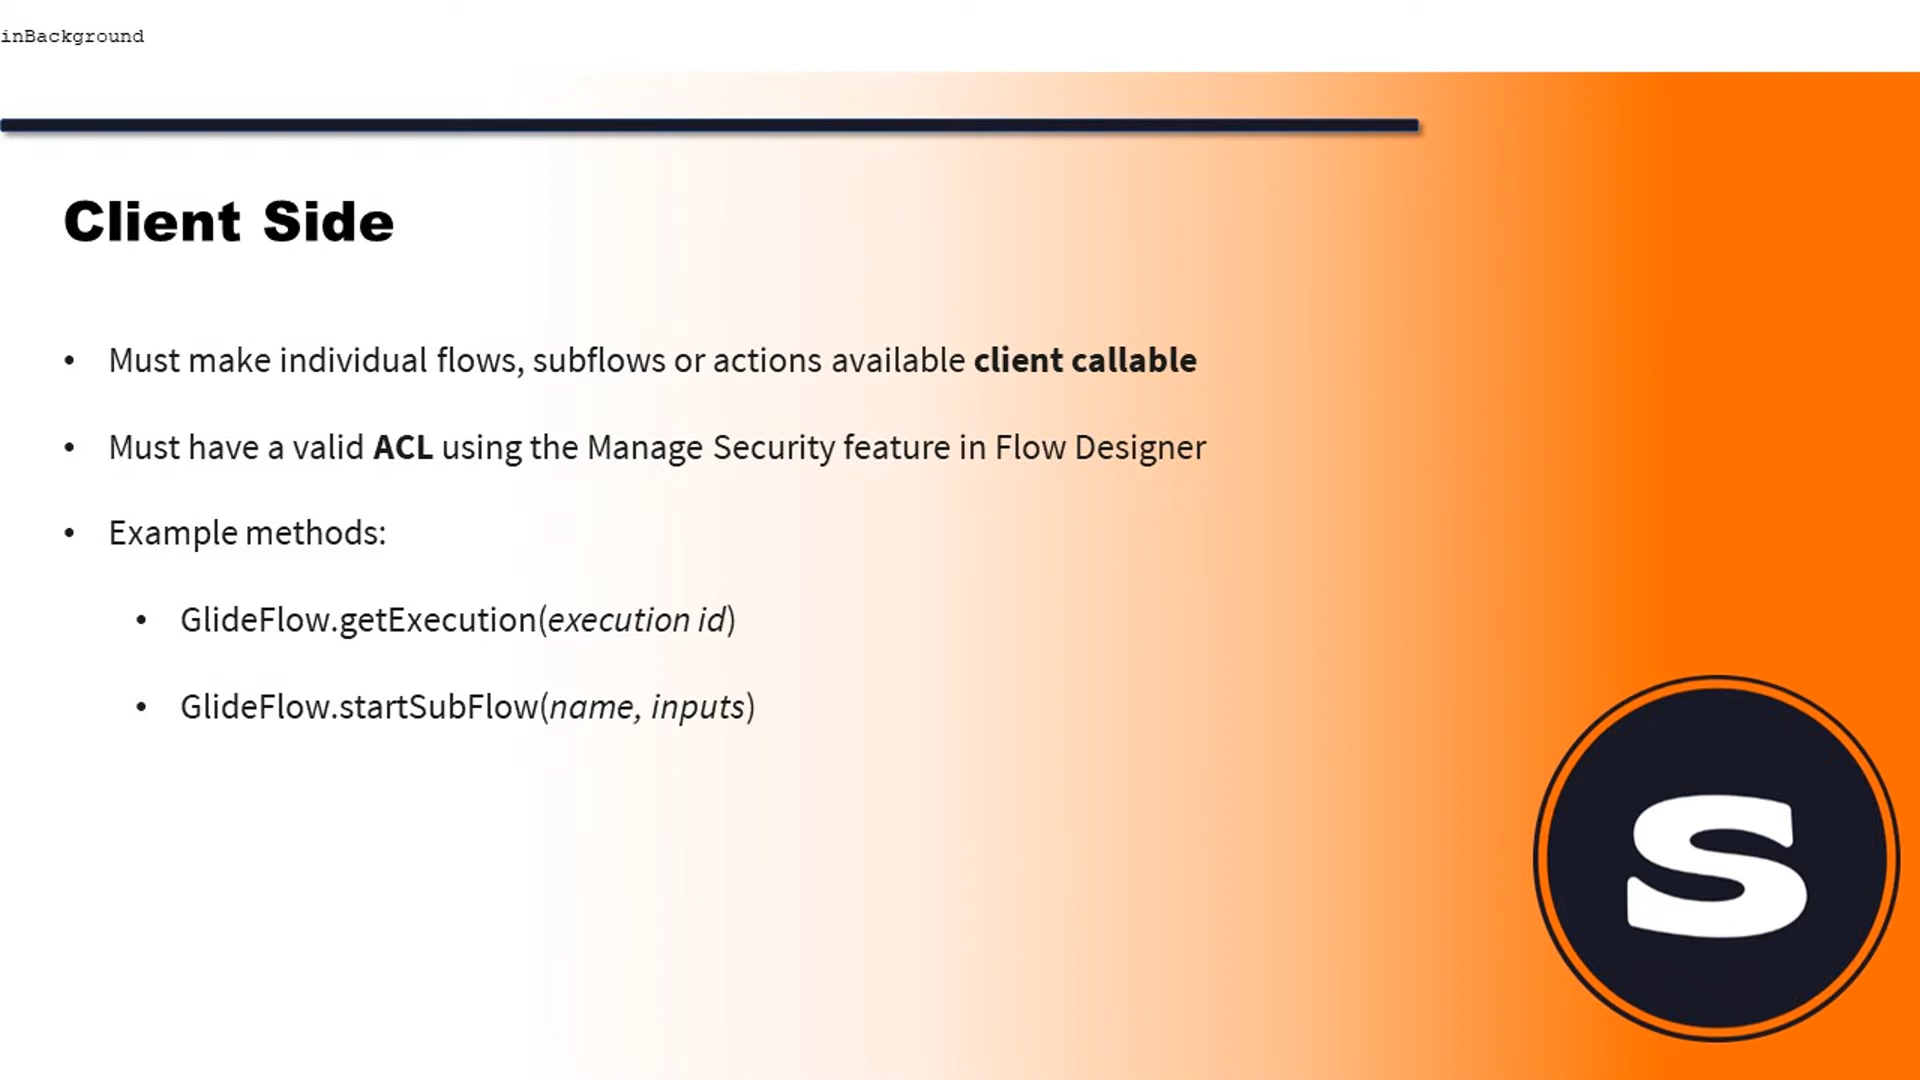 inBackground
Client Side
• Must make individual flows, subflows or actions available client callable
• Must have a valid ACL using the Manage Security feature in Flow Designer
• Example methods:
• GlideFlow.getExecution(execution id)
• GlideFlow.startSubFlow(name, inputs)
S